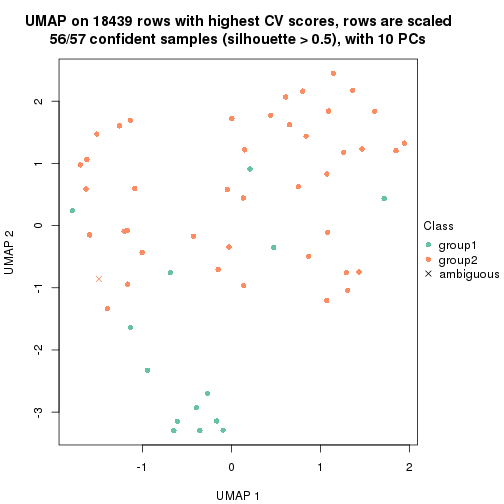 UMAP on 18439 rows with highest CV scores, rows are scaled
56/57 confident samples (silhouette > 0.5), with 10 PCs
2
1
0
-1
-2
-3
UMAP 2
-1
0
1
2
UMAP 1
Class
group1
group2
ambiguous